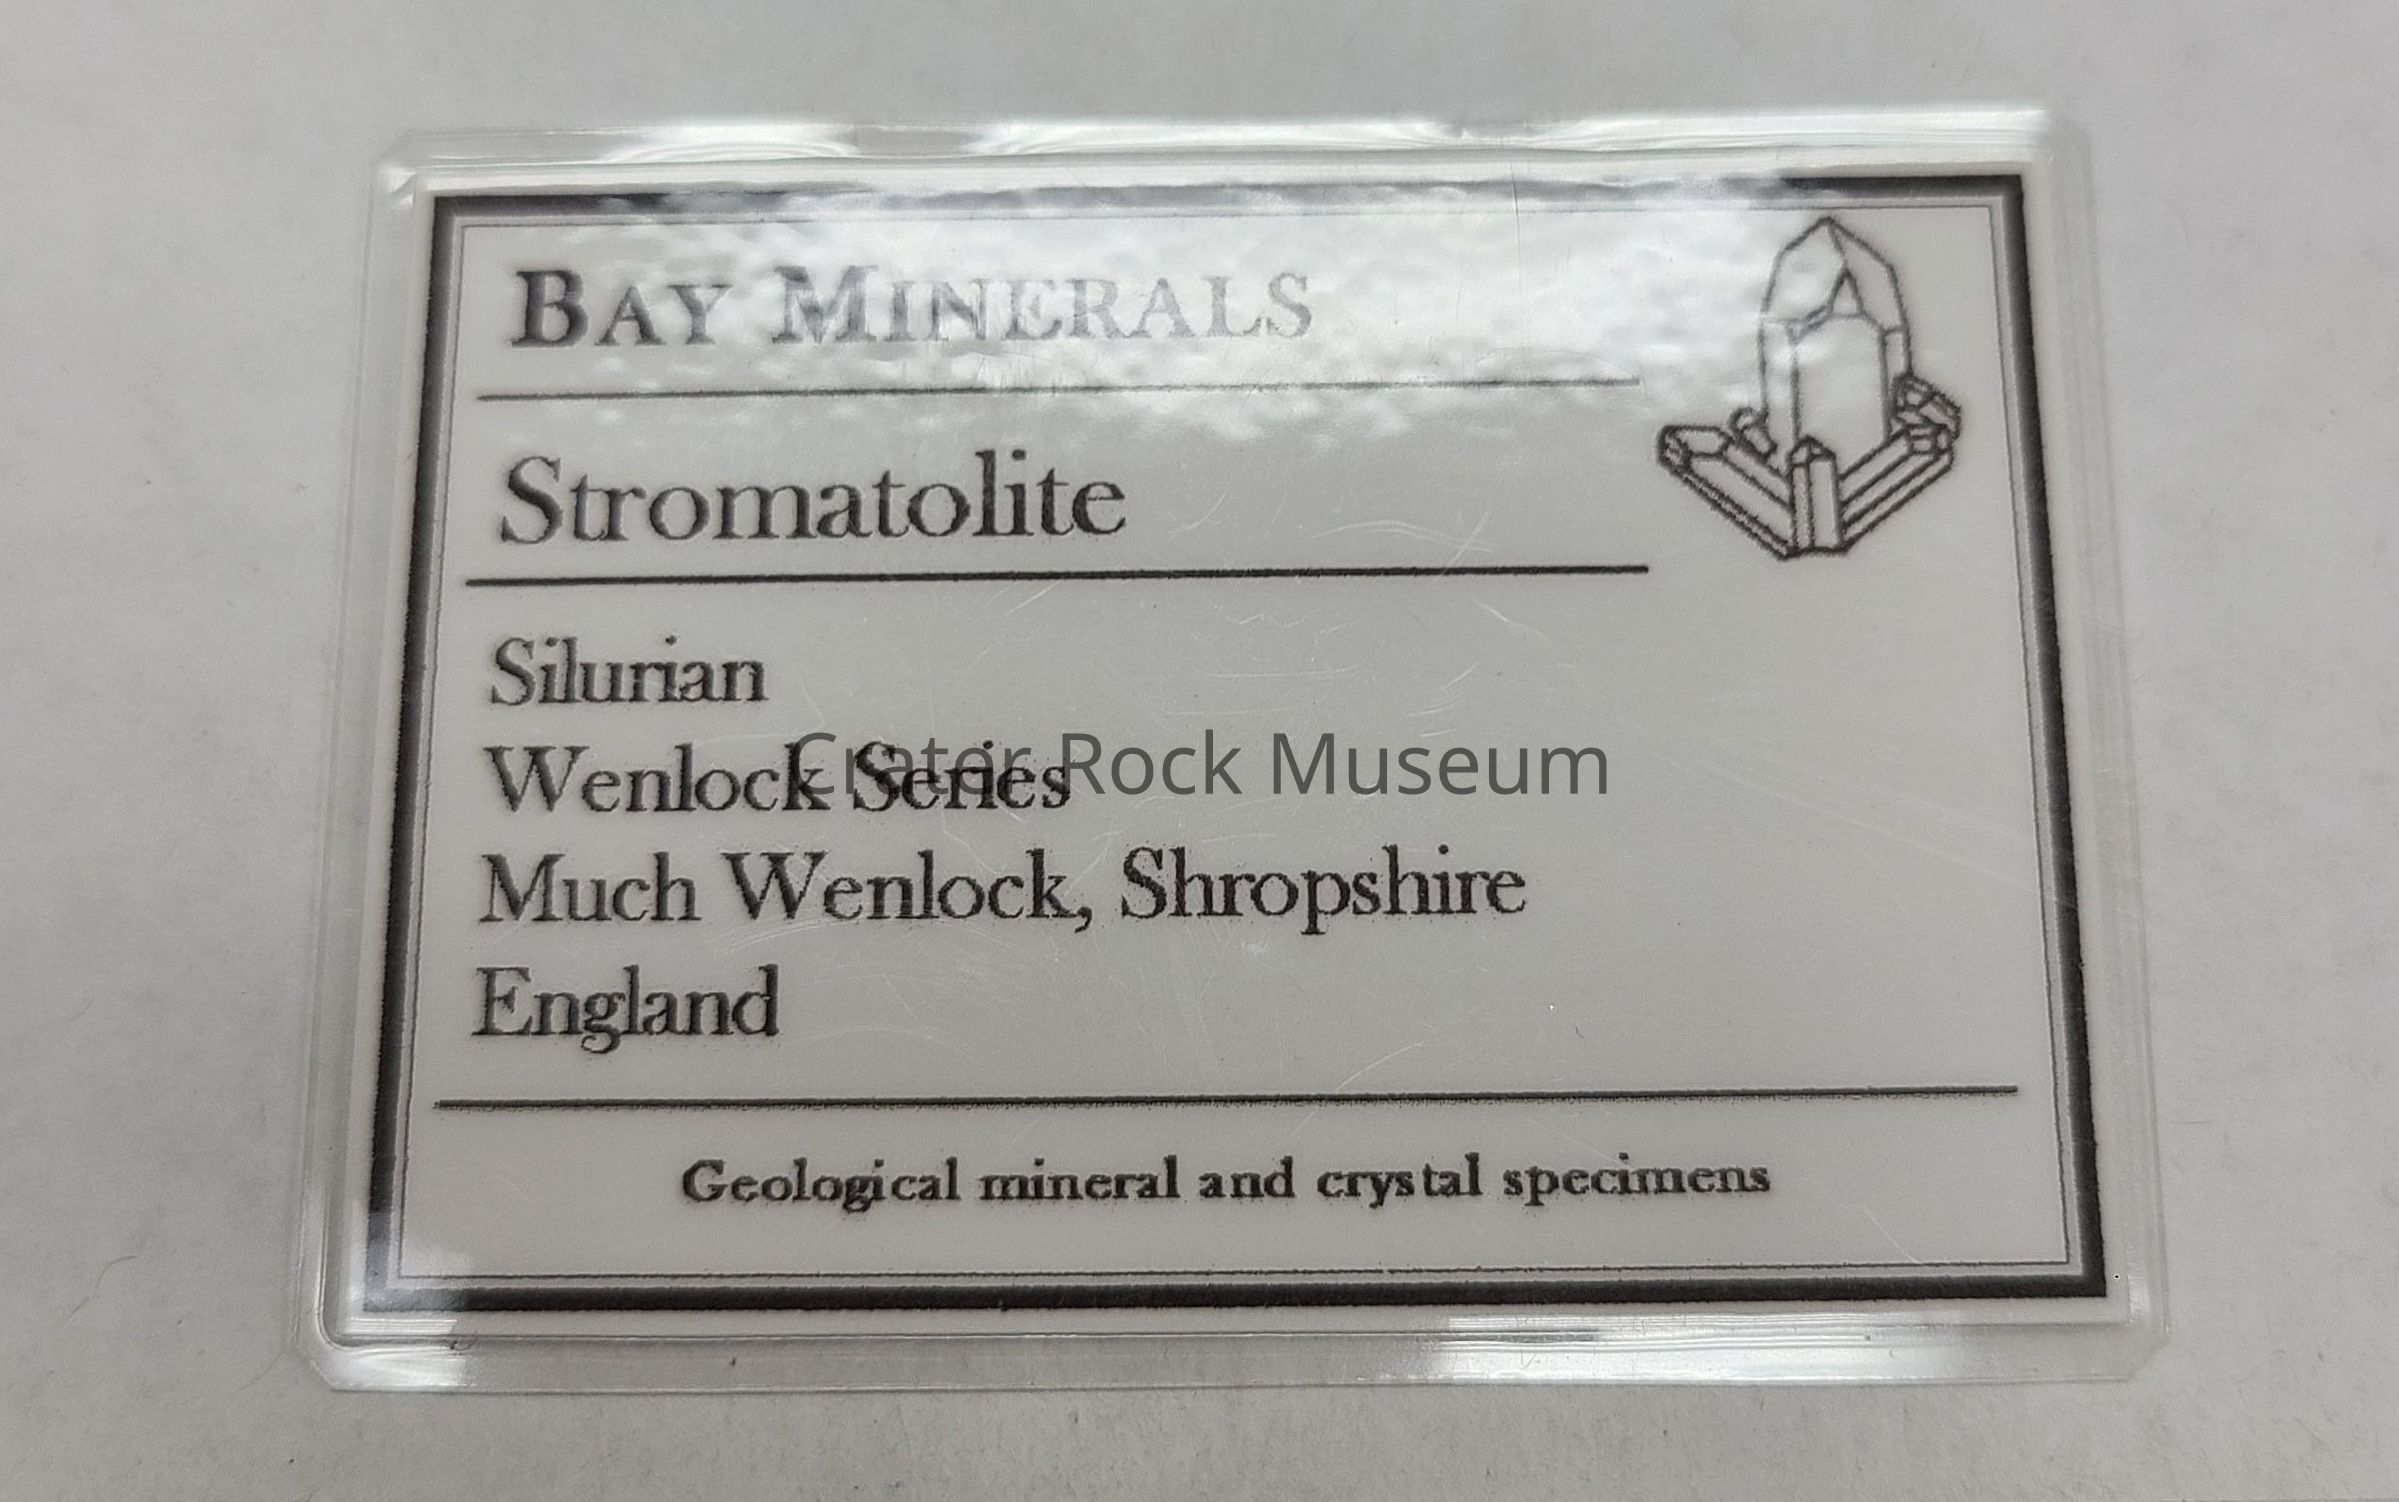 BAY MINERALS
Stromatolite
Silurian
Wenlock Series
Crater Rock Museum
Much Wenlock, Shropshire
England
Geological mineral and crystal specimens